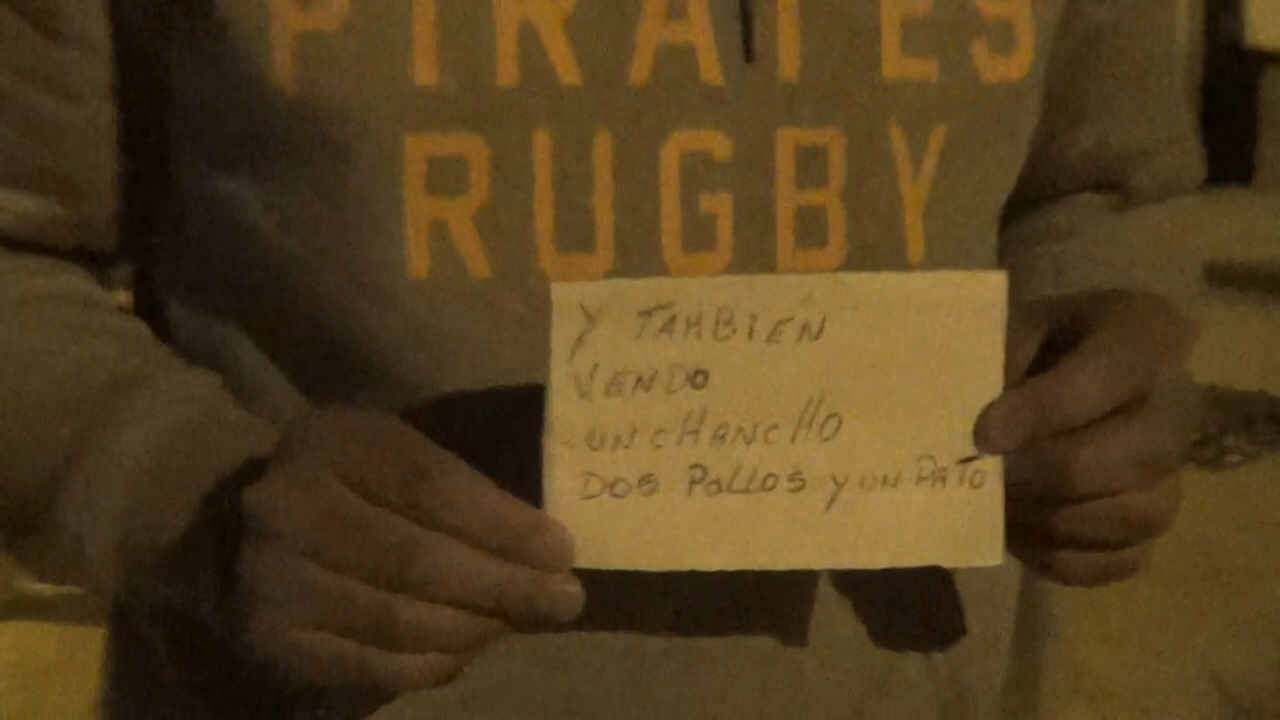 PIRATES
RUGBY
Y TAMBIEN
VENDO
UN CHANCHO
DOS POLLOS Y UN PATO